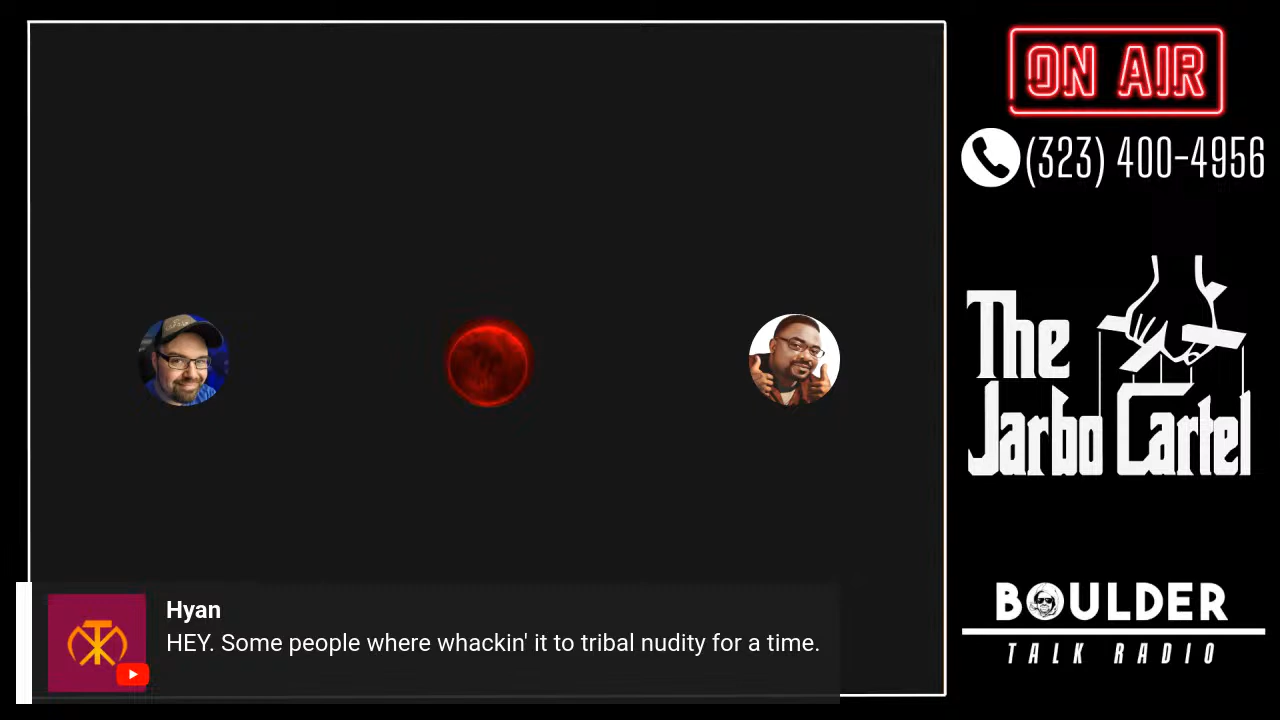 ON AIR
(323) 400-4956
The
Jarbo Cartel
BOULDER
TALK RADIO
Hyan
HEY. Some people where whackin' it to tribal nudity for a time.